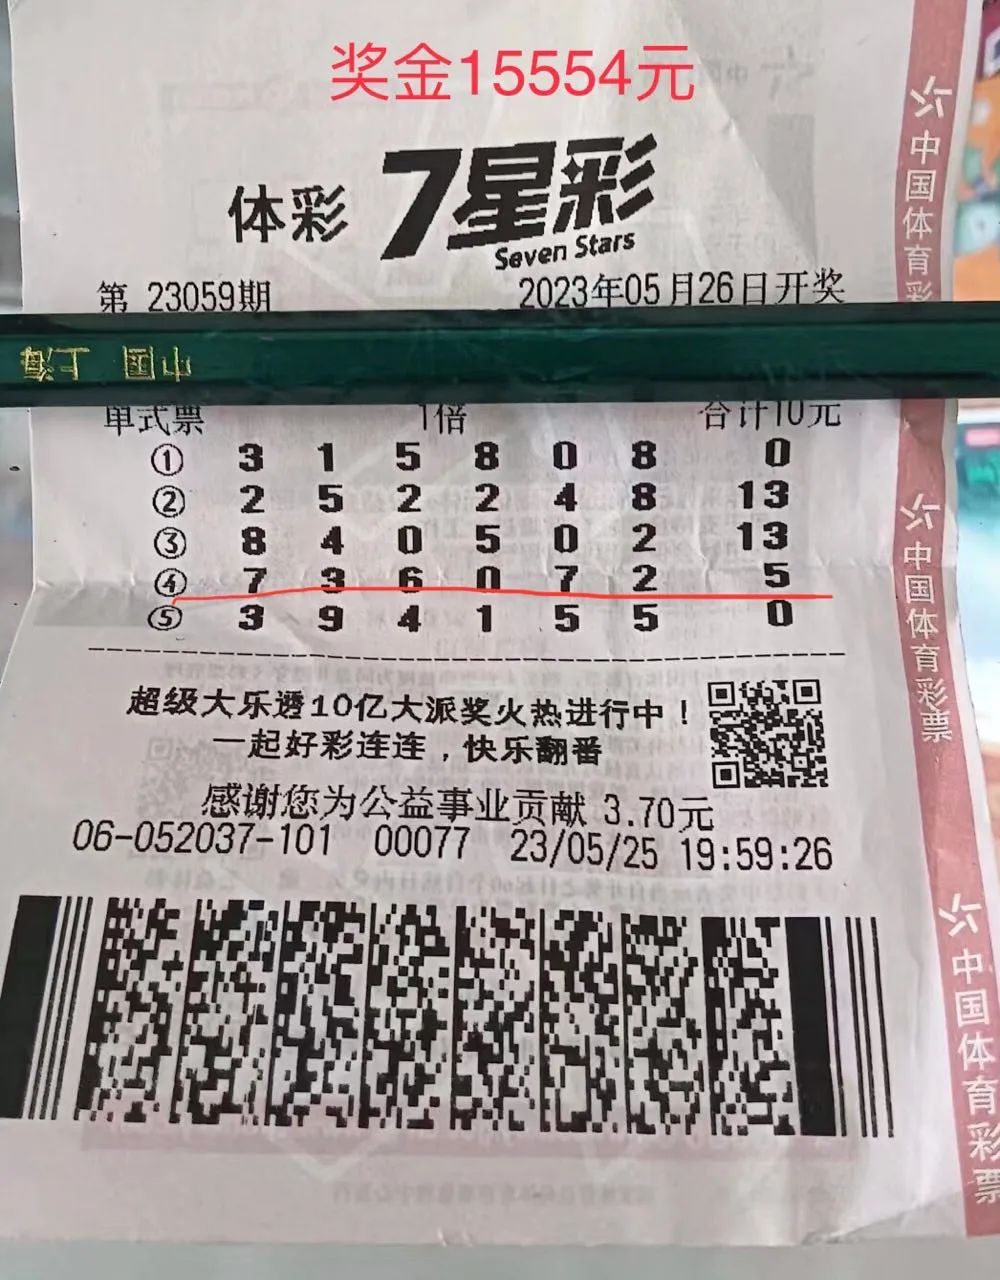 奖金15554元
体彩 7星彩
Seven Stars
第 23059期 2023年05月26日开奖
中国 上海
单式票 1倍 合计10元
① 3 1 5 8 0 8 0
② 2 5 2 2 4 8 13
③ 8 4 0 5 0 2 13
④ 7 3 6 0 7 2 5
⑤ 3 9 4 1 5 5 0
超级大乐透10亿大派奖火热进行中！
一起好彩连连，快乐翻番
感谢您为公益事业贡献 3.70元
06-052037-101 00077 23/05/25 19:59:26
中国体育彩
中国体育彩票
中国体育彩票